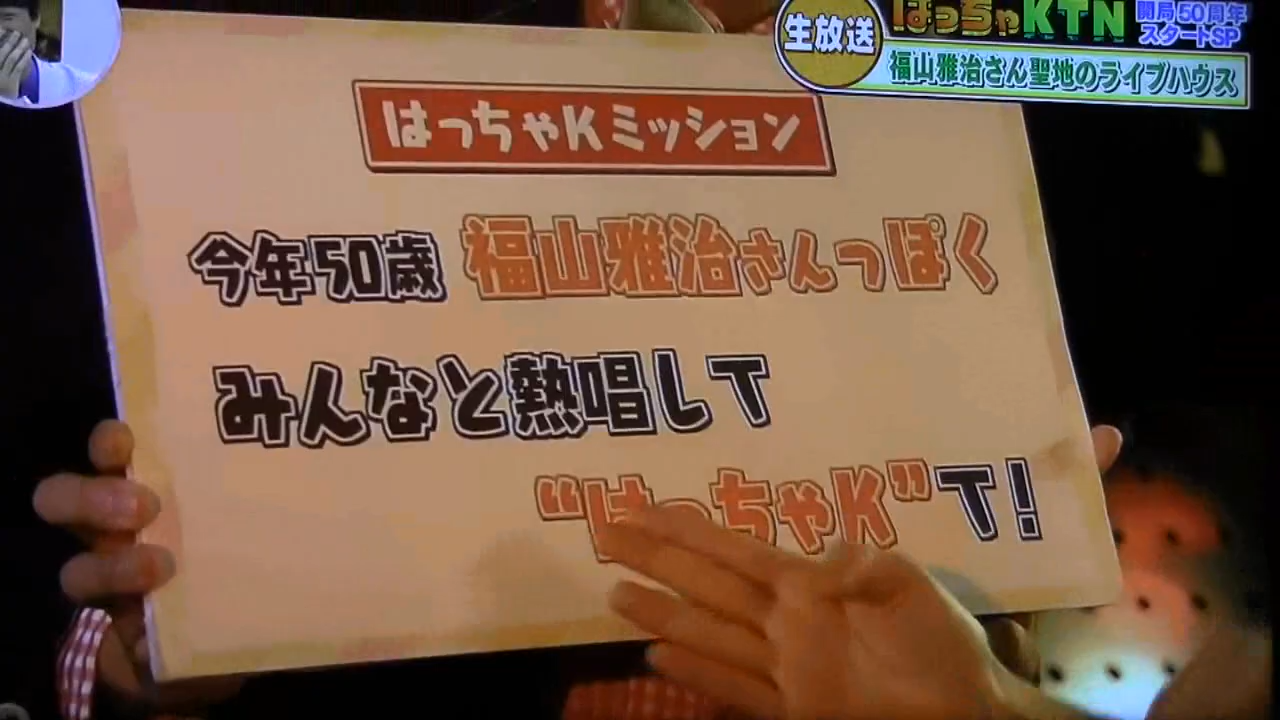 生放送
はっちゃKTN
開局50周年
スタートSP
福山雅治さん聖地のライブハウス
はっちゃKミッション
今年50歳 福山雅治さんっぽく
みんなと熱唱して
“はっちゃK”て!